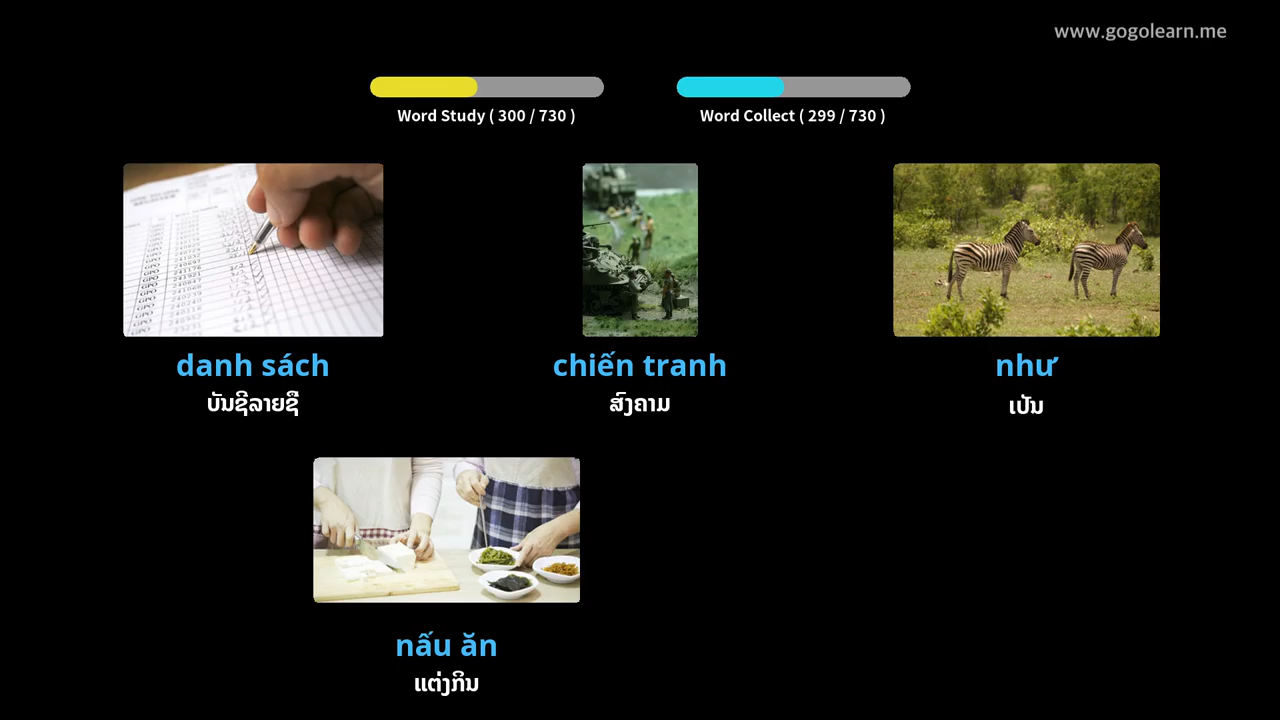 www.gogolearn.me
Word Study ( 300 / 730 )
Word Collect ( 299 / 730 )
danh sách
ບັນຊີລາຍຊື
chiến tranh
ສົງຄາມ
như
ເປັນ
nấu ăn
ແຕ່ງກິນ